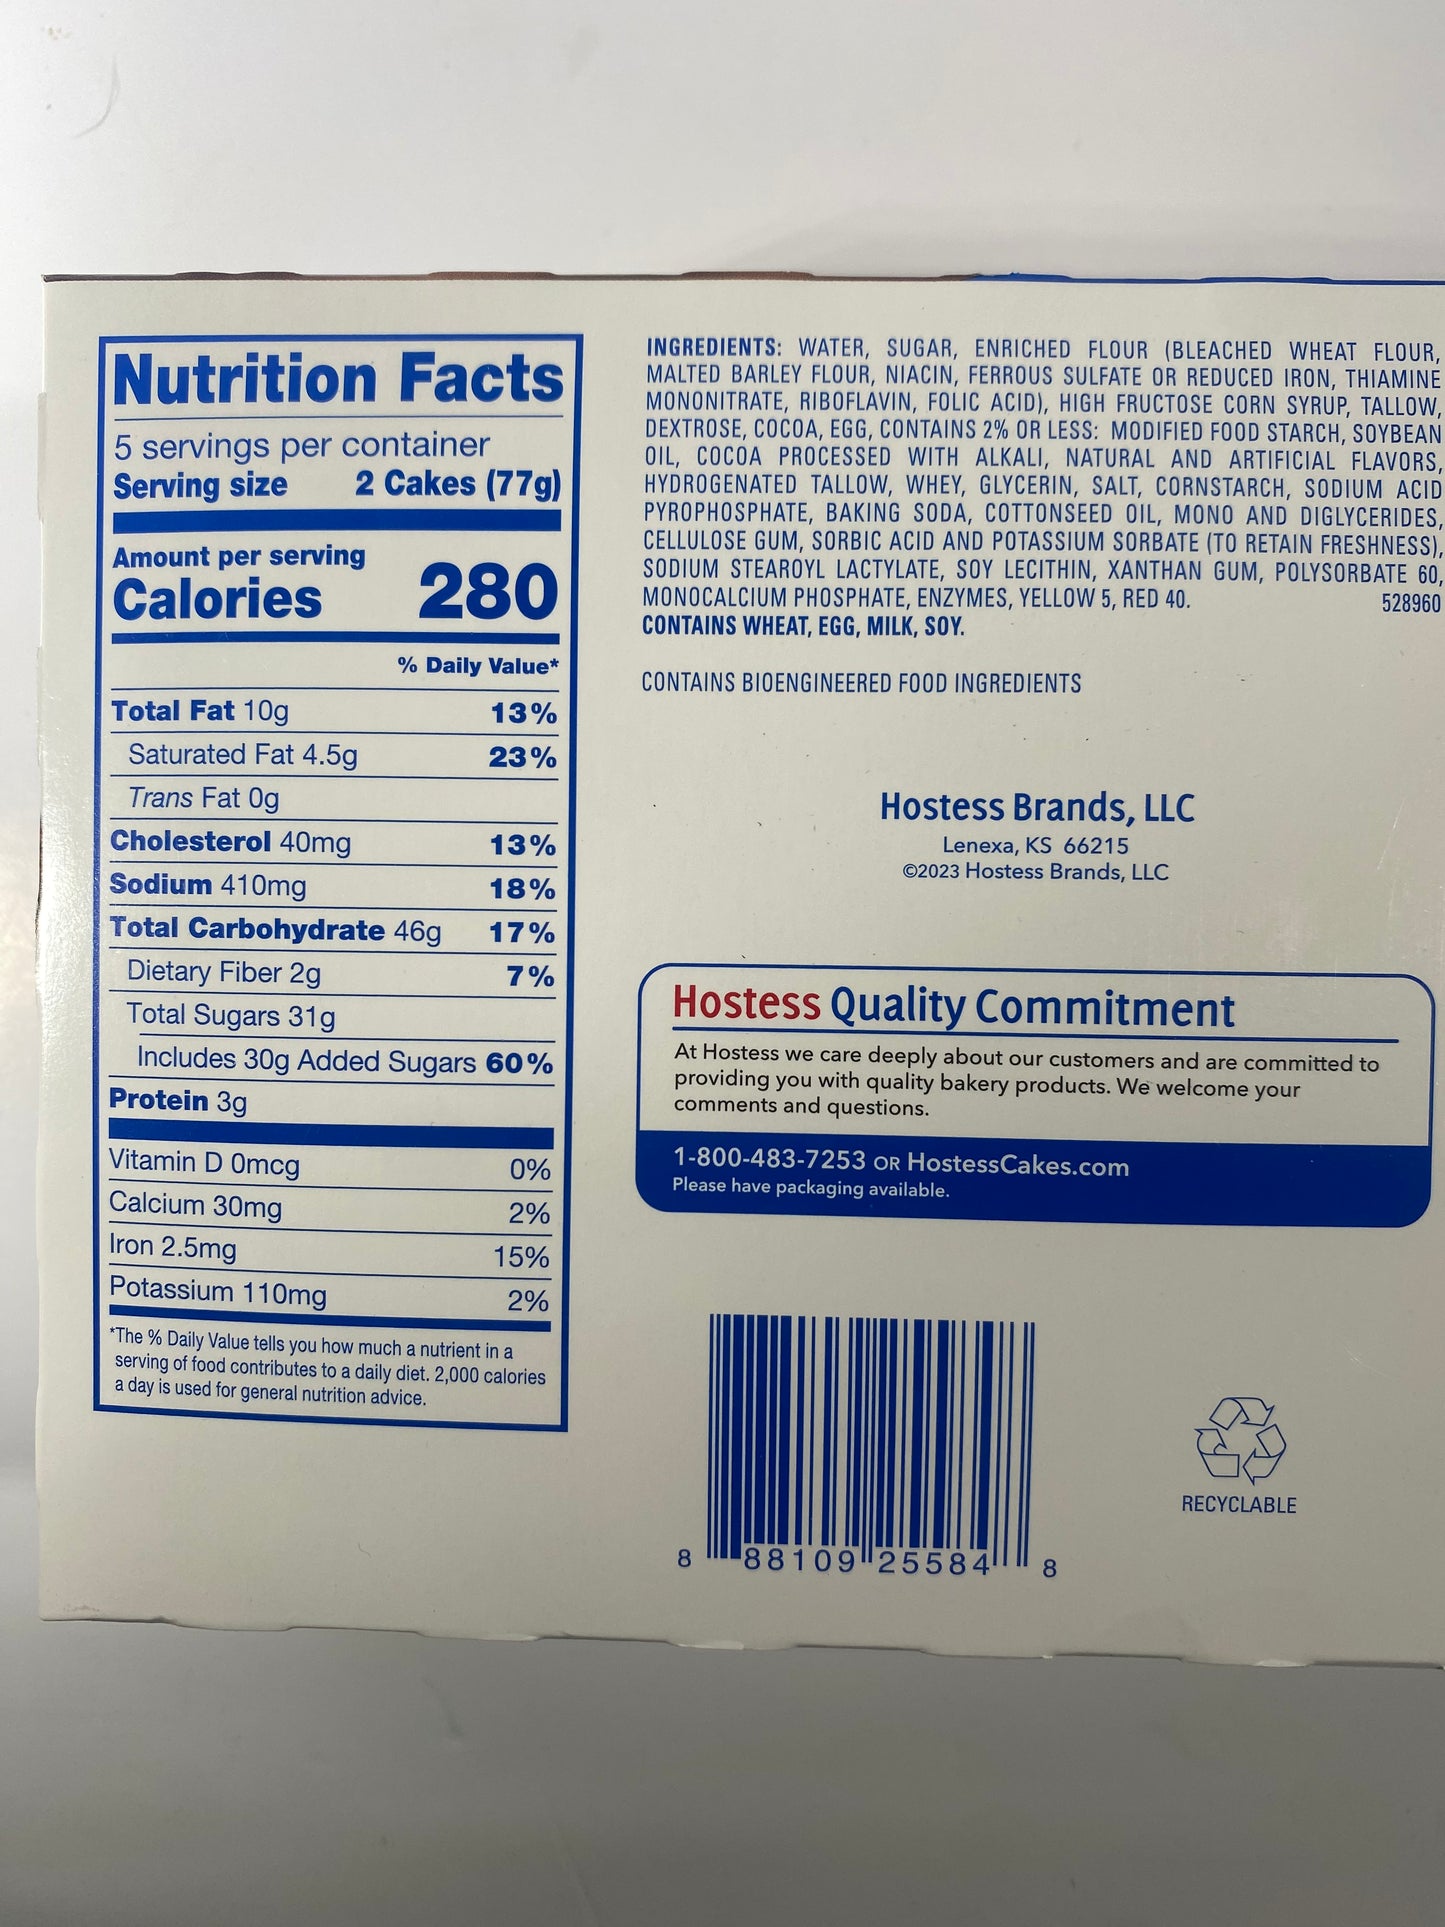 Nutrition Facts
5 servings per container
Serving size 2 Cakes (77g)
Amount per serving
Calories 280
% Daily Value*
Total Fat 10g 13%
Saturated Fat 4.5g 23%
Trans Fat 0g
Cholesterol 40mg 13%
Sodium 410mg 18%
Total Carbohydrate 46g 17%
Dietary Fiber 2g 7%
Total Sugars 31g
Includes 30g Added Sugars 60%
Protein 3g
Vitamin D 0mcg 0%
Calcium 30mg 2%
Iron 2.5mg 15%
Potassium 110mg 2%
*The % Daily Value tells you how much a nutrient in a
serving of food contributes to a daily diet. 2,000 calories
a day is used for general nutrition advice.
INGREDIENTS: WATER, SUGAR, ENRICHED FLOUR (BLEACHED WHEAT FLOUR,
MALTED BARLEY FLOUR, NIACIN, FERROUS SULFATE OR REDUCED IRON, THIAMINE
MONONITRATE, RIBOFLAVIN, FOLIC ACID), HIGH FRUCTOSE CORN SYRUP, TALLOW,
DEXTROSE, COCOA, EGG, CONTAINS 2% OR LESS: MODIFIED FOOD STARCH, SOYBEAN
OIL, COCOA PROCESSED WITH ALKALI, NATURAL AND ARTIFICIAL FLAVORS,
HYDROGENATED TALLOW, WHEY, GLYCERIN, SALT, CORNSTARCH, SODIUM ACID
PYROPHOSPHATE, BAKING SODA, COTTONSEED OIL, MONO AND DIGLYCERIDES,
CELLULOSE GUM, SORBIC ACID AND POTASSIUM SORBATE (TO RETAIN FRESHNESS),
SODIUM STEAROYL LACTYLATE, SOY LECITHIN, XANTHAN GUM, POLYSORBATE 60,
MONOCALCIUM PHOSPHATE, ENZYMES, YELLOW 5, RED 40. 528960
CONTAINS WHEAT, EGG, MILK, SOY.
CONTAINS BIOENGINEERED FOOD INGREDIENTS
Hostess Brands, LLC
Lenexa, KS 66215
©2023 Hostess Brands, LLC
Hostess Quality Commitment
At Hostess we care deeply about our customers and are committed to
providing you with quality bakery products. We welcome your
comments and questions.
1-800-483-7253 OR HostessCakes.com
Please have packaging available.
8 88109 25584 8
RECYCLABLE